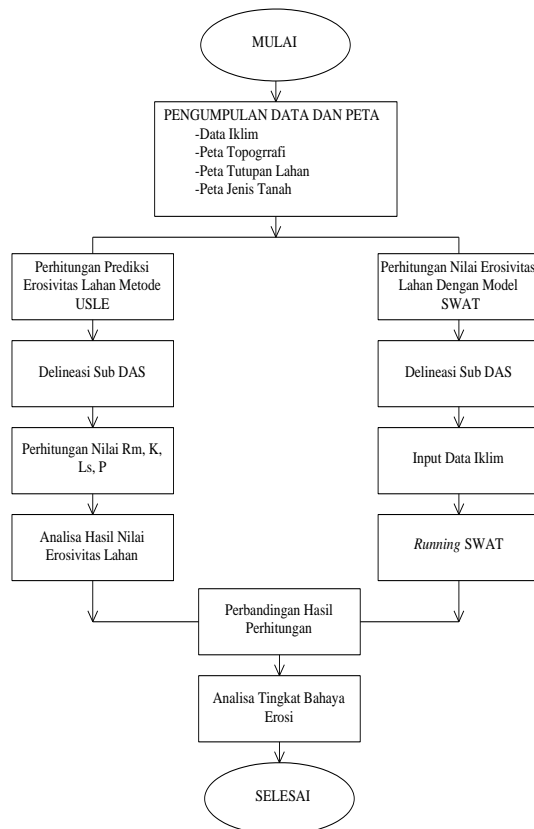 MULAI
PENGUMPULAN DATA DAN PETA
-Data Iklim
-Peta Topogrrafi
-Peta Tutupan Lahan
-Peta Jenis Tanah
Perhitungan Prediksi
Erosivitas Lahan Metode
USLE
Delineasi Sub DAS
Perhitungan Nilai Rm, K,
Ls, P
Analisa Hasil Nilai
Erosivitas Lahan
Perhitungan Nilai Erosivitas
Lahan Dengan Model
SWAT
Delineasi Sub DAS
Input Data Iklim
Running SWAT
Perbandingan Hasil
Perhitungan
Analisa Tingkat Bahaya
Erosi
SELESAI